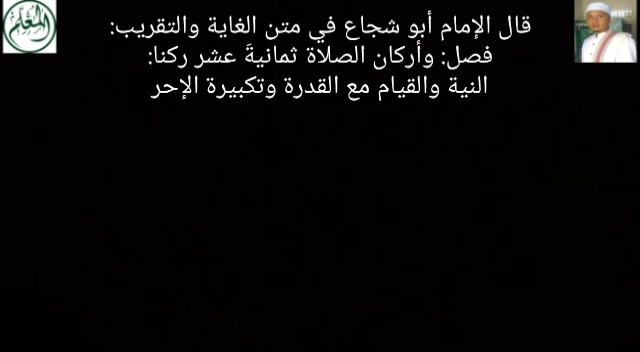 قال الإمام أبو شجاع في متن الغاية والتقريب:
فصل: وأركان الصلاة ثمانيةَ عشر ركنا:
النية والقيام مع القدرة وتكبيرة الإحر
المعلم